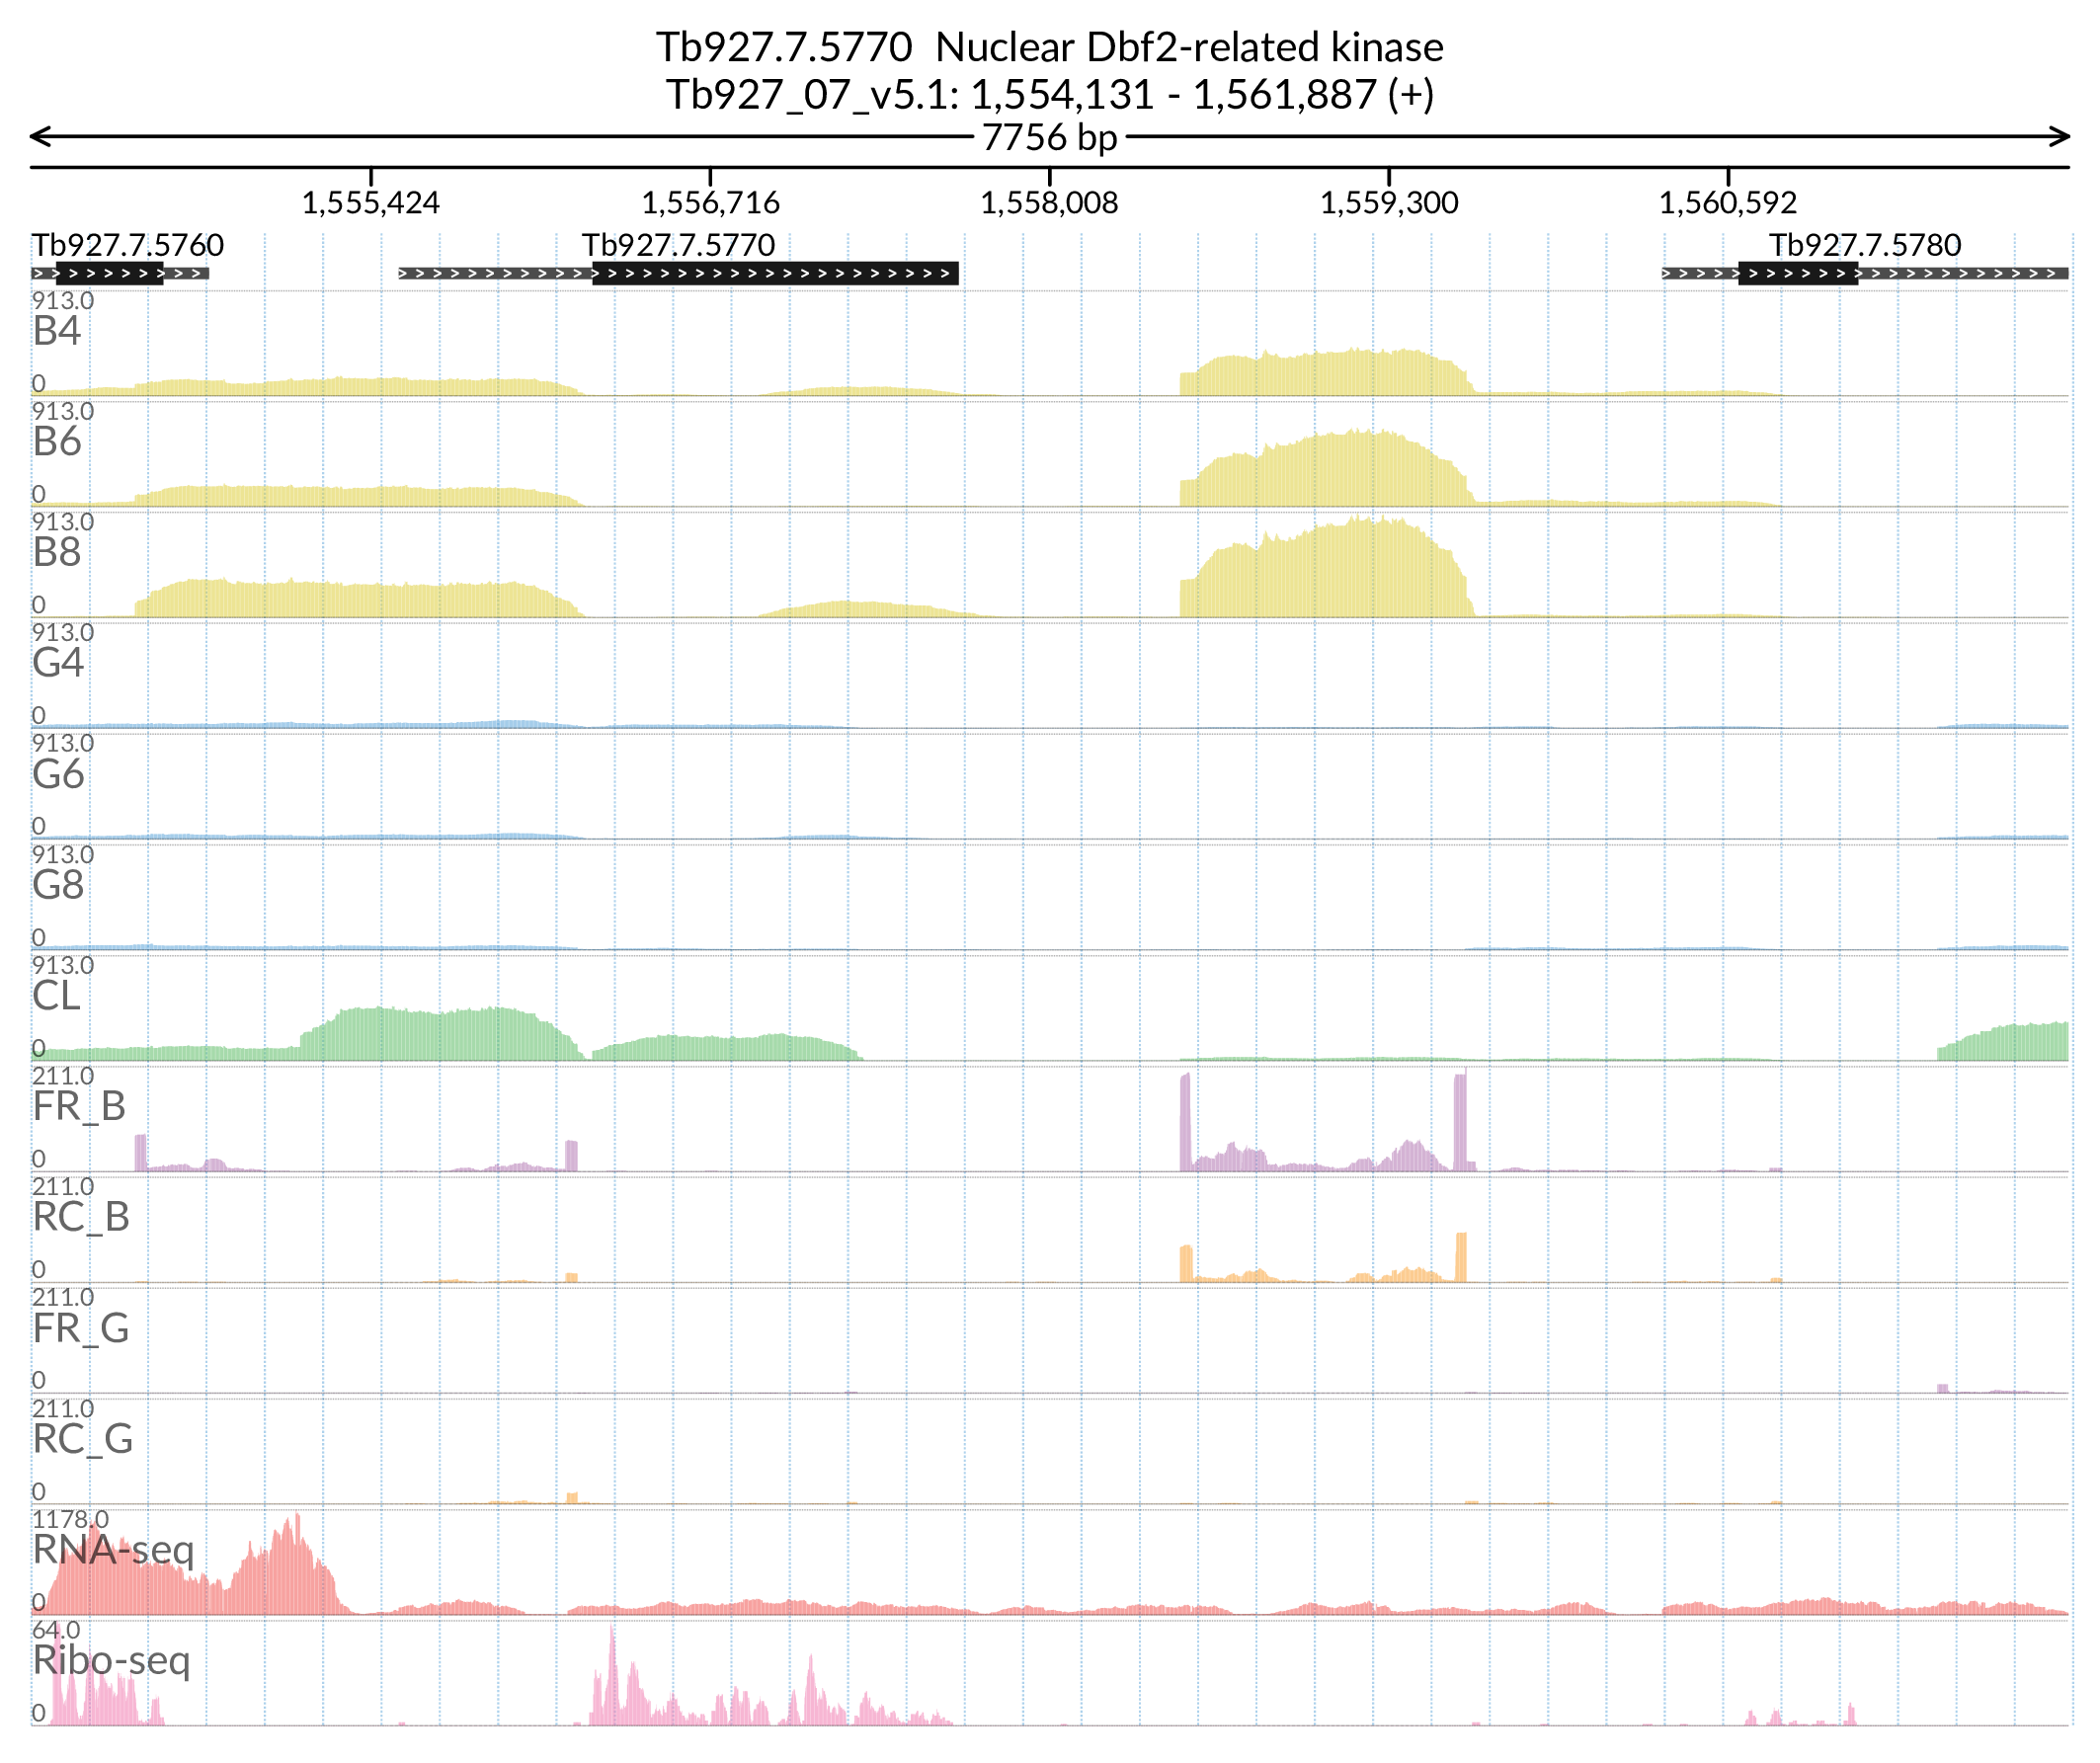 Tb927.7.5770 Nuclear Dbf2-related kinase
Tb927_07_v5.1: 1,554,131 - 1,561,887 (+)
7756 bp
1,555,424 1,556,716 1,558,008 1,559,300 1,560,592
Tb927.7.5760 Tb927.7.5770 Tb927.7.5780
913.0
B4
0
913.0
B6
0
913.0
B8
0
913.0
G4
0
913.0
G6
0
913.0
G8
0
913.0
CL
0
211.0
FR_B
0
211.0
RC_B
0
211.0
FR_G
0
211.0
RC_G
0
1178.0
RNA-seq
0
64.0
Ribo-seq
0